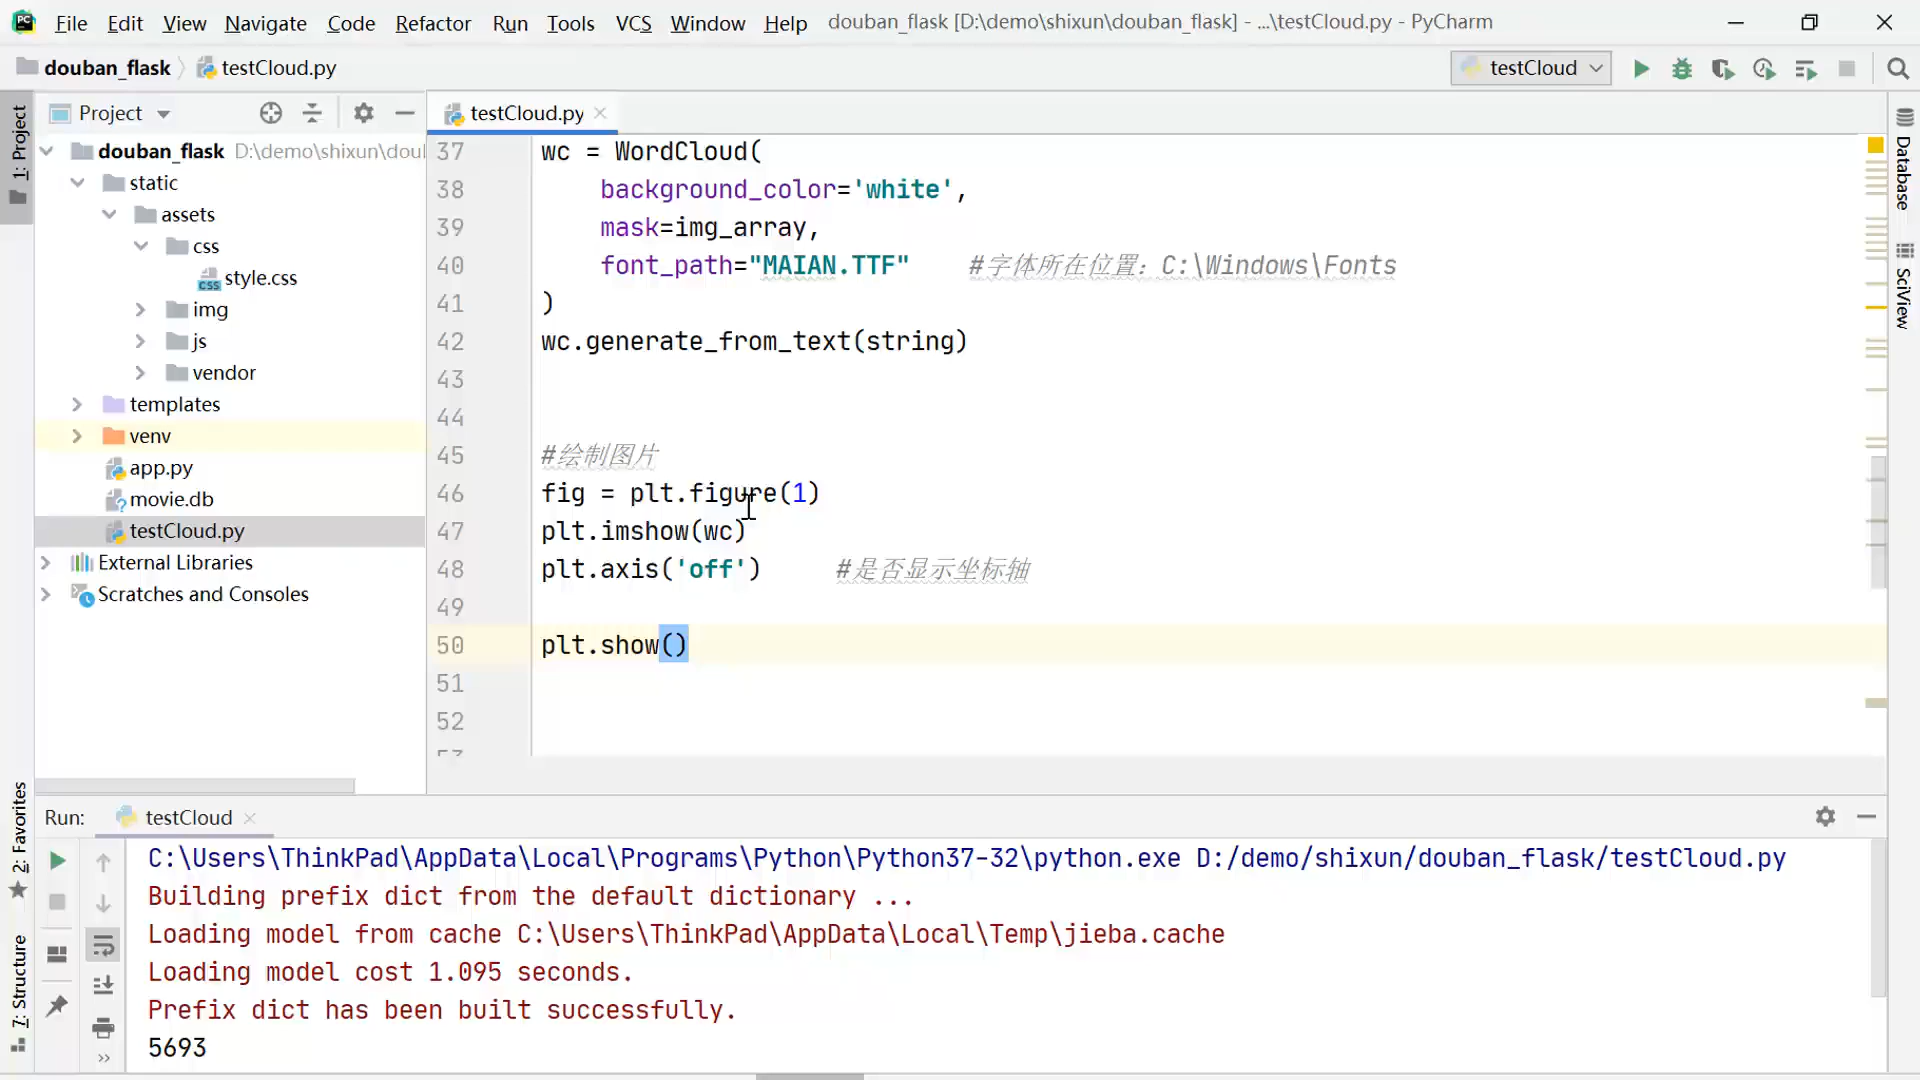 File Edit View Navigate Code Refactor Run Tools VCS Window Help douban_flask [D:\demo\shixun\douban_flask] - ...\testCloud.py - PyCharm
douban_flask testCloud.py testCloud
1: Project
Project
testCloud.py
douban_flask D:\demo\shixun\dou
static
assets
css
style.css
img
js
vendor
templates
venv
app.py
movie.db
testCloud.py
External Libraries
Scratches and Consoles
37 wc = WordCloud(
38 background_color='white',
39 mask=img_array,
40 font_path="MAIAN.TTF" #字体所在位置：C:\Windows\Fonts
41 )
42 wc.generate_from_text(string)
43
44
45 #绘制图片
46 fig = plt.figure(1)
47 plt.imshow(wc)
48 plt.axis('off') #是否显示坐标轴
49
50 plt.show()
51
52
53
Database
SciView
2: Favorites
7: Structure
Run: testCloud
C:\Users\ThinkPad\AppData\Local\Programs\Python\Python37-32\python.exe D:/demo/shixun/douban_flask/testCloud.py
Building prefix dict from the default dictionary ...
Loading model from cache C:\Users\ThinkPad\AppData\Local\Temp\jieba.cache
Loading model cost 1.095 seconds.
Prefix dict has been built successfully.
5693